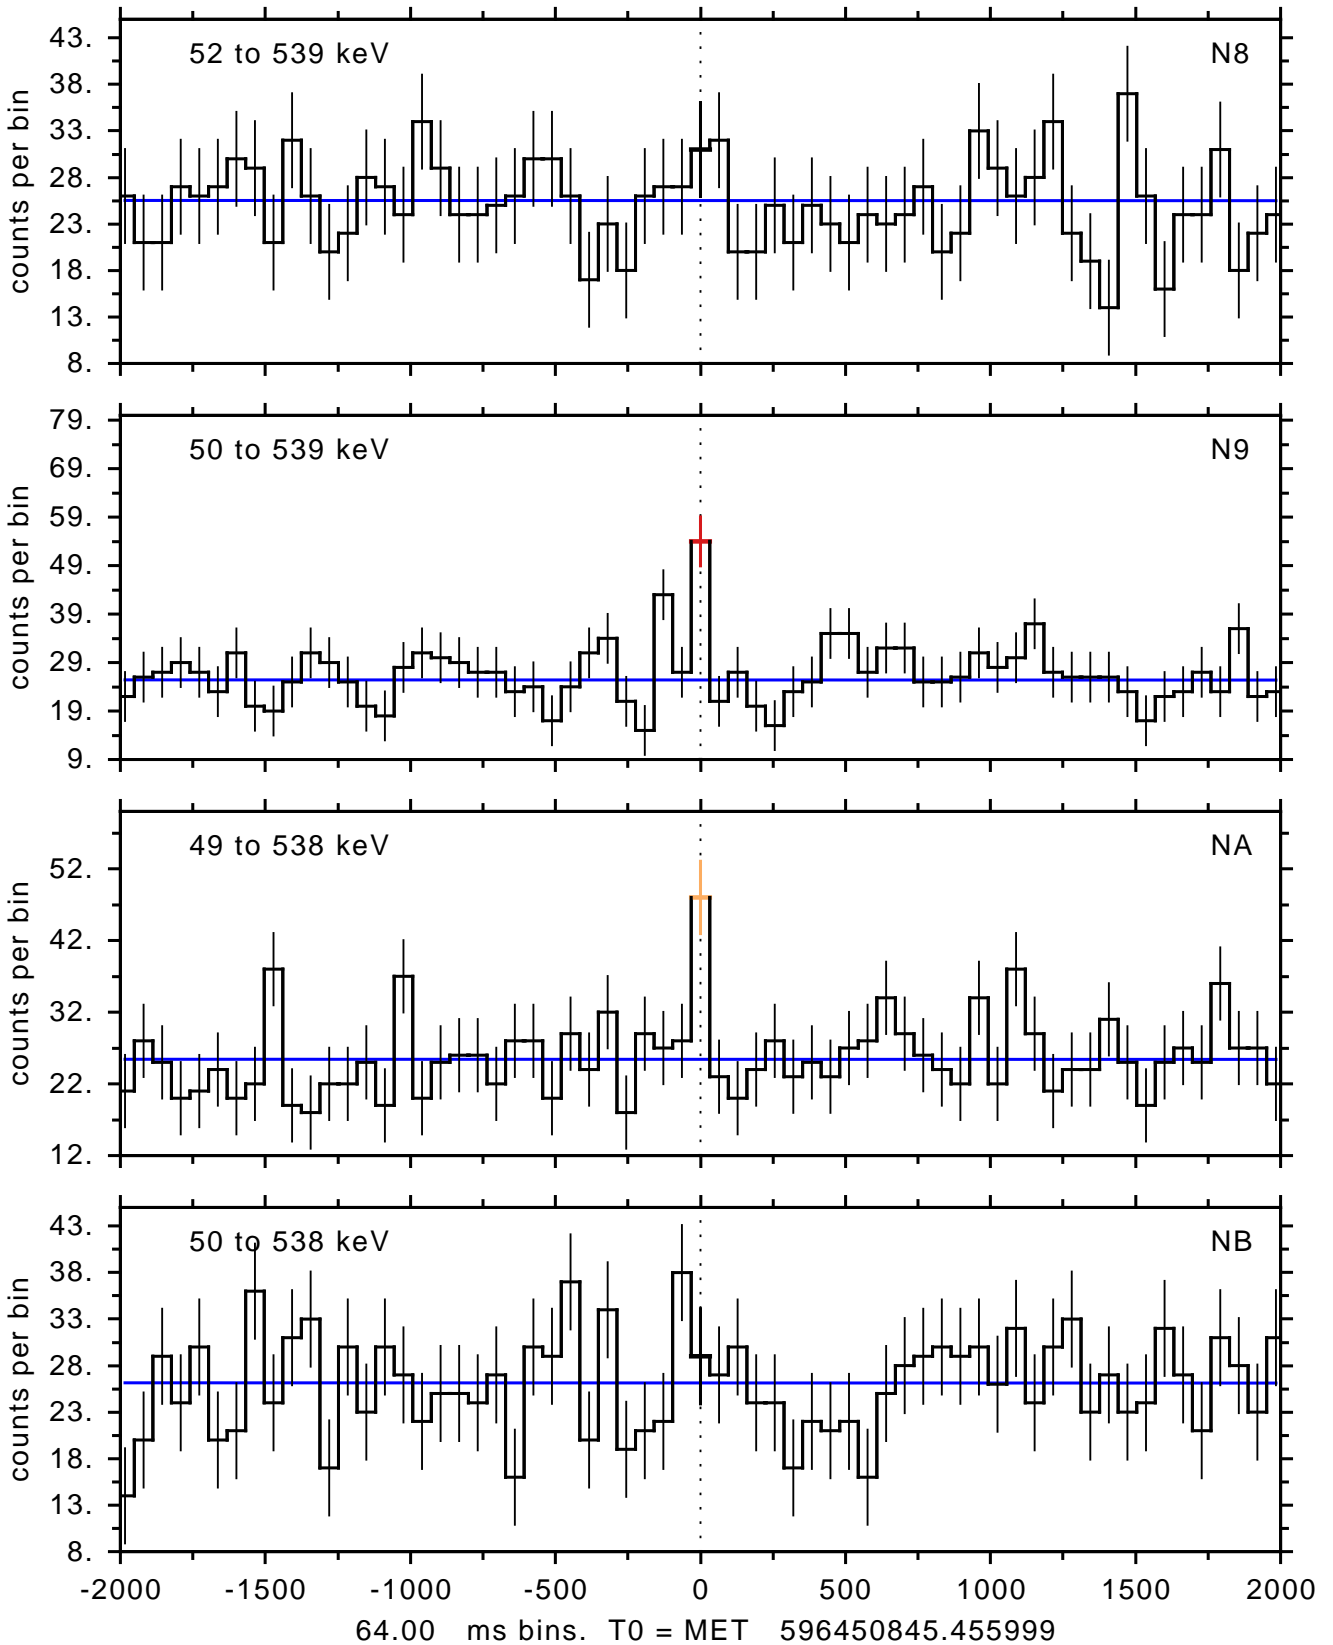 52 to 539 keV N8
counts per bin
43.
38.
33.
28.
23.
18.
13.
8.
50 to 539 keV N9
counts per bin
79.
69.
59.
49.
39.
29.
19.
9.
49 to 538 keV NA
counts per bin
52.
42.
32.
22.
12.
50 to 538 keV NB
counts per bin
43.
38.
33.
28.
23.
18.
13.
8.
-2000 -1500 -1000 -500 0 500 1000 1500 2000
64.00 ms bins. T0 = MET 596450845.455999